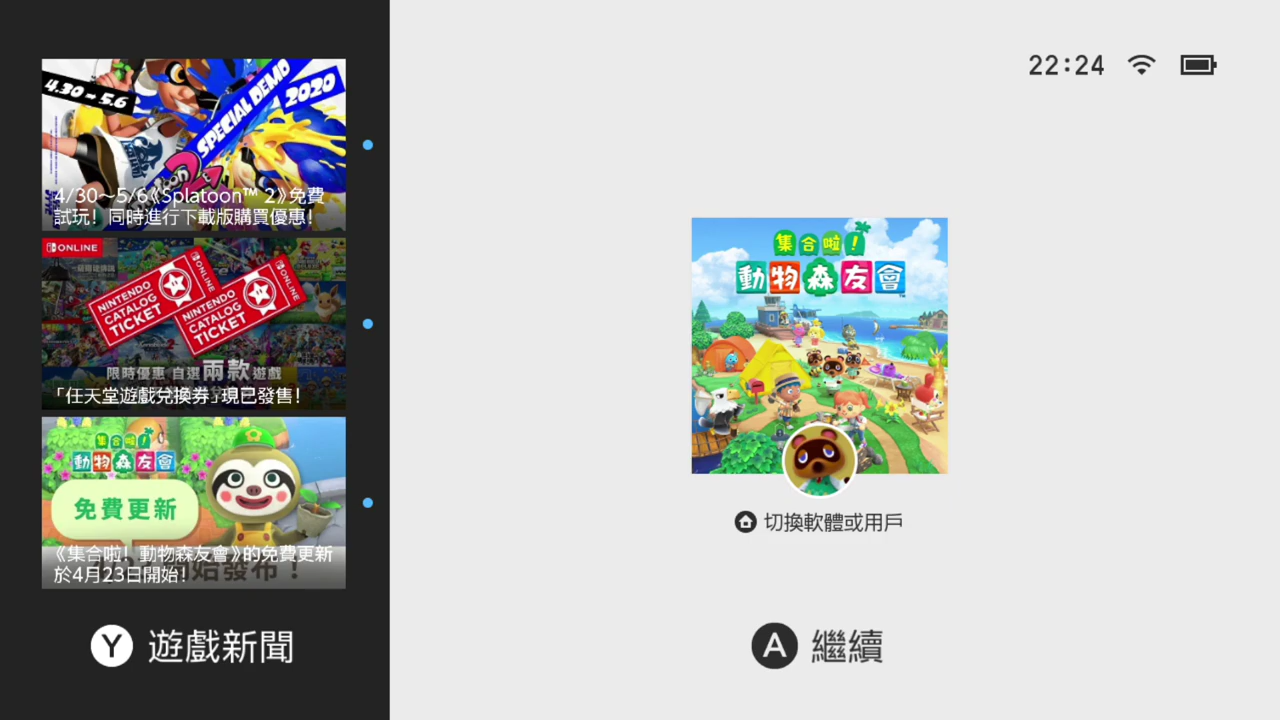 4.30 → 5.6
SPECIAL DEMO
2020
4/30～5/6《Splatoon™ 2》免費
試玩！同時進行下載版購買優惠！
ONLINE
NINTENDO
CATALOG
TICKET
ONLINE
NINTENDO
CATALOG
TICKET
ONLINE
限時優惠 自選兩款遊戲
「任天堂遊戲兌換券」現已發售！
集合啦！
動物森友會
免費更新
《集合啦！動物森友會》的免費更新
於4月23日開始！
Y 遊戲新聞
22:24
集合啦！
動物森友會™
切換軟體或用戶
A 繼續